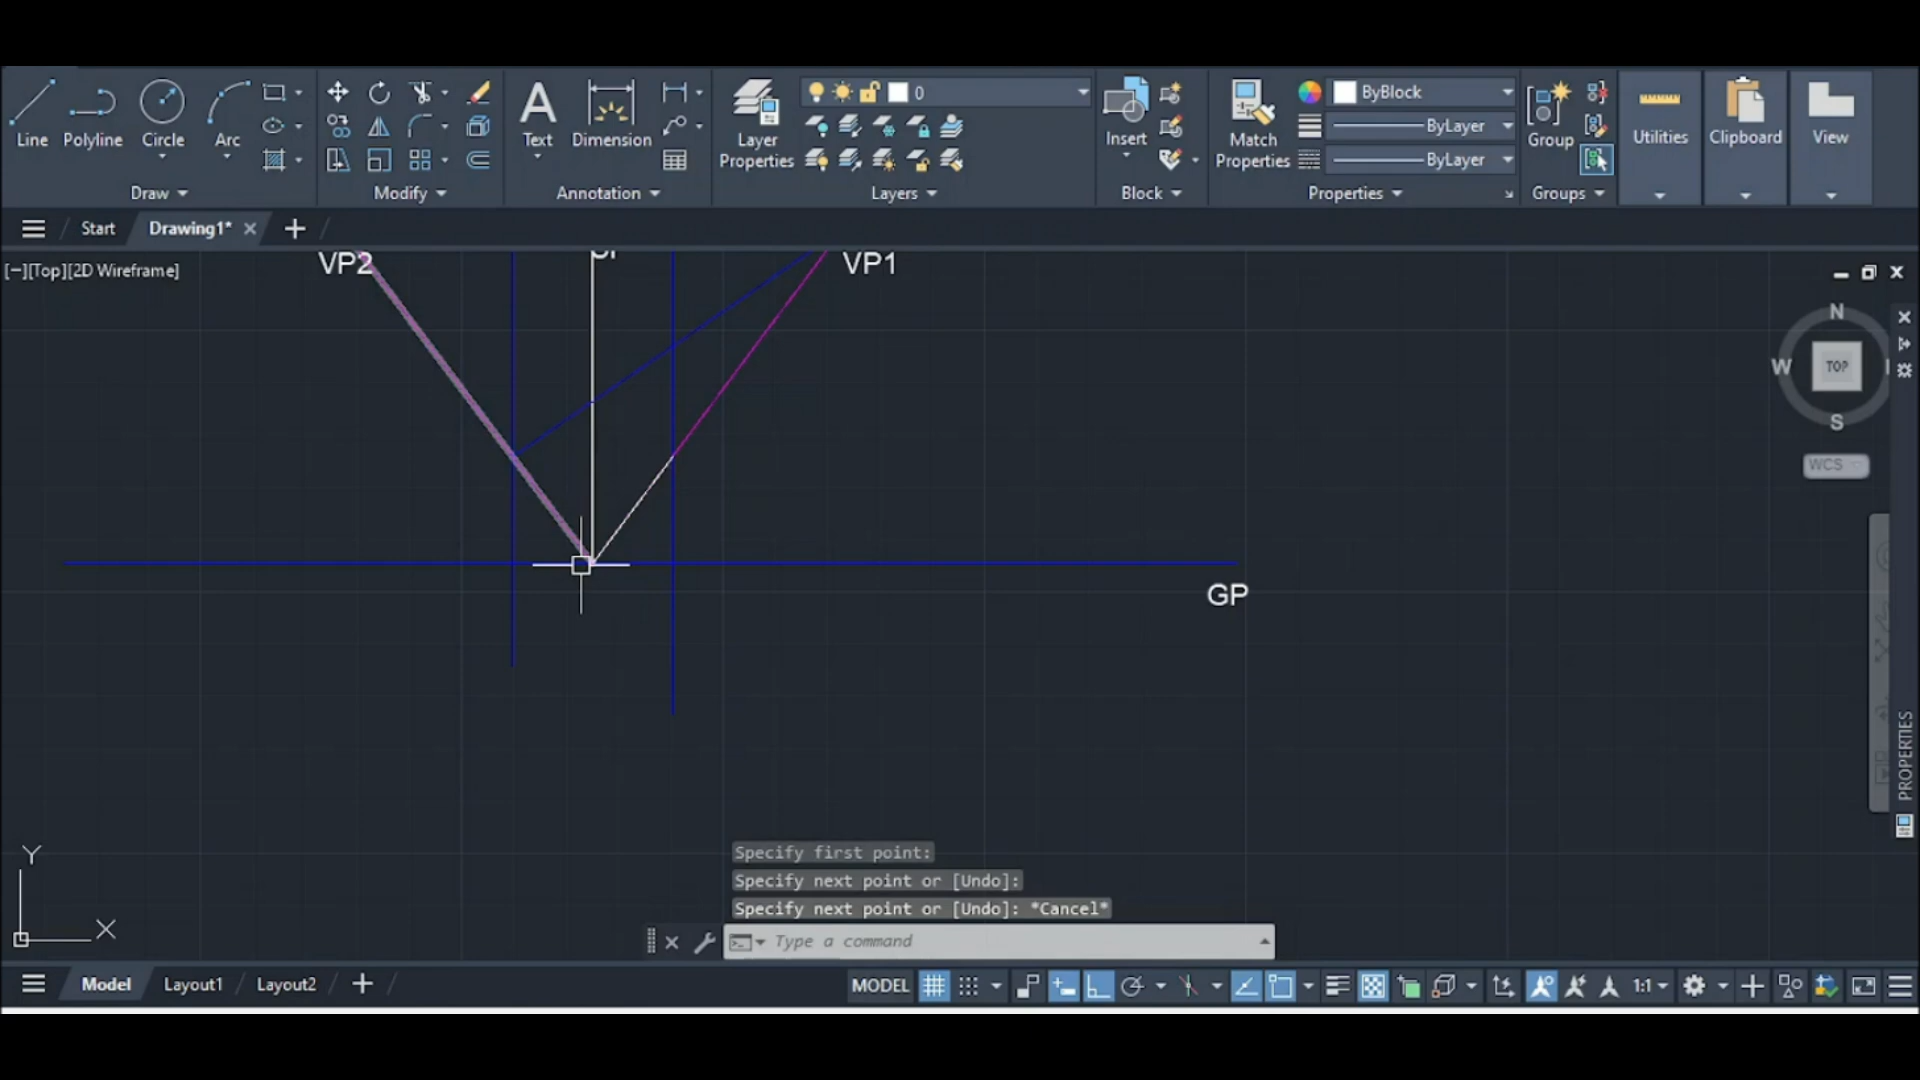 Line Polyline Circle Arc
Text Dimension
Layer Properties
0
Insert
Match Properties
ByBlock
ByLayer
ByLayer
Group
Utilities
Clipboard
View
Draw Modify Annotation Layers Block Properties Groups
Start Drawing1*
[−][Top][2D Wireframe]
VP2
VP1
N
W TOP
S
WCS
GP
PROPERTIES
Specify first point:
Specify next point or [Undo]:
Specify next point or [Undo]: *Cancel*
Type a command
Y
X
Model Layout1 Layout2
MODEL
1:1